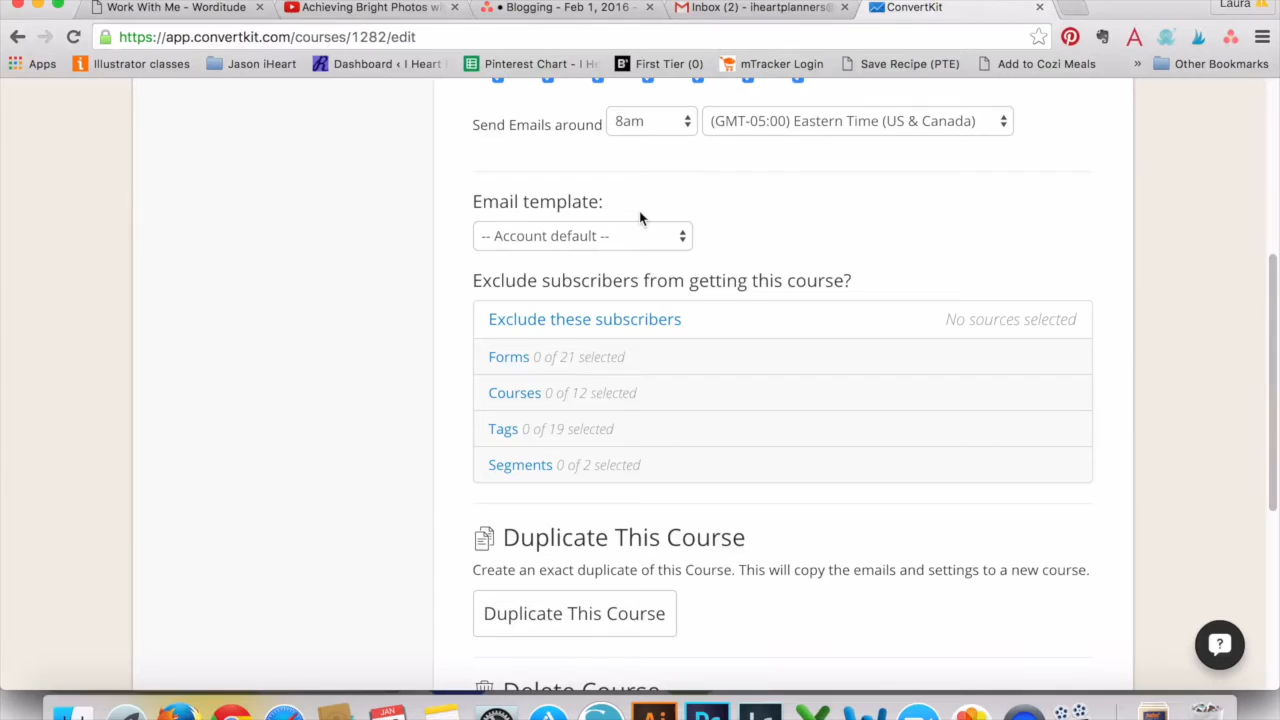 Work With Me - Worditude
Achieving Bright Photos with
Blogging - Feb 1, 2016 -
Inbox (2) - iheartplanners@
ConvertKit
Laura
https://app.convertkit.com/courses/1282/edit
Apps
Illustrator classes
Jason iHeart
Dashboard ‹ I Heart
Pinterest Chart - I H
First Tier (0)
mTracker Login
Save Recipe (PTE)
Add to Cozi Meals
»
Other Bookmarks
Send Emails around 8am (GMT-05:00) Eastern Time (US & Canada)
Email template:
-- Account default --
Exclude subscribers from getting this course?
Exclude these subscribers No sources selected
Forms 0 of 21 selected
Courses 0 of 12 selected
Tags 0 of 19 selected
Segments 0 of 2 selected
Duplicate This Course
Create an exact duplicate of this Course. This will copy the emails and settings to a new course.
Duplicate This Course
Delete Course
JAN
Ai
Ps
Lr